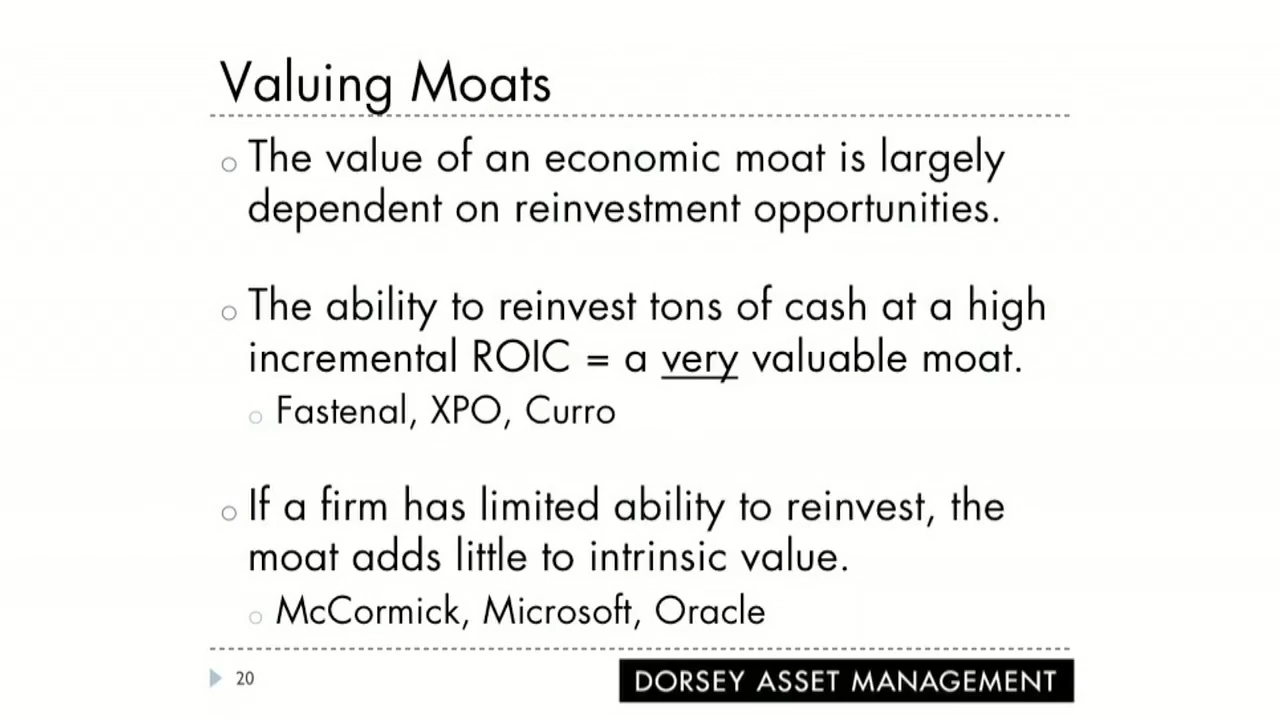 Valuing Moats
The value of an economic moat is largely
dependent on reinvestment opportunities.
The ability to reinvest tons of cash at a high
incremental ROIC = a very valuable moat.
Fastenal, XPO, Curro
If a firm has limited ability to reinvest, the
moat adds little to intrinsic value.
McCormick, Microsoft, Oracle
20
DORSEY ASSET MANAGEMENT